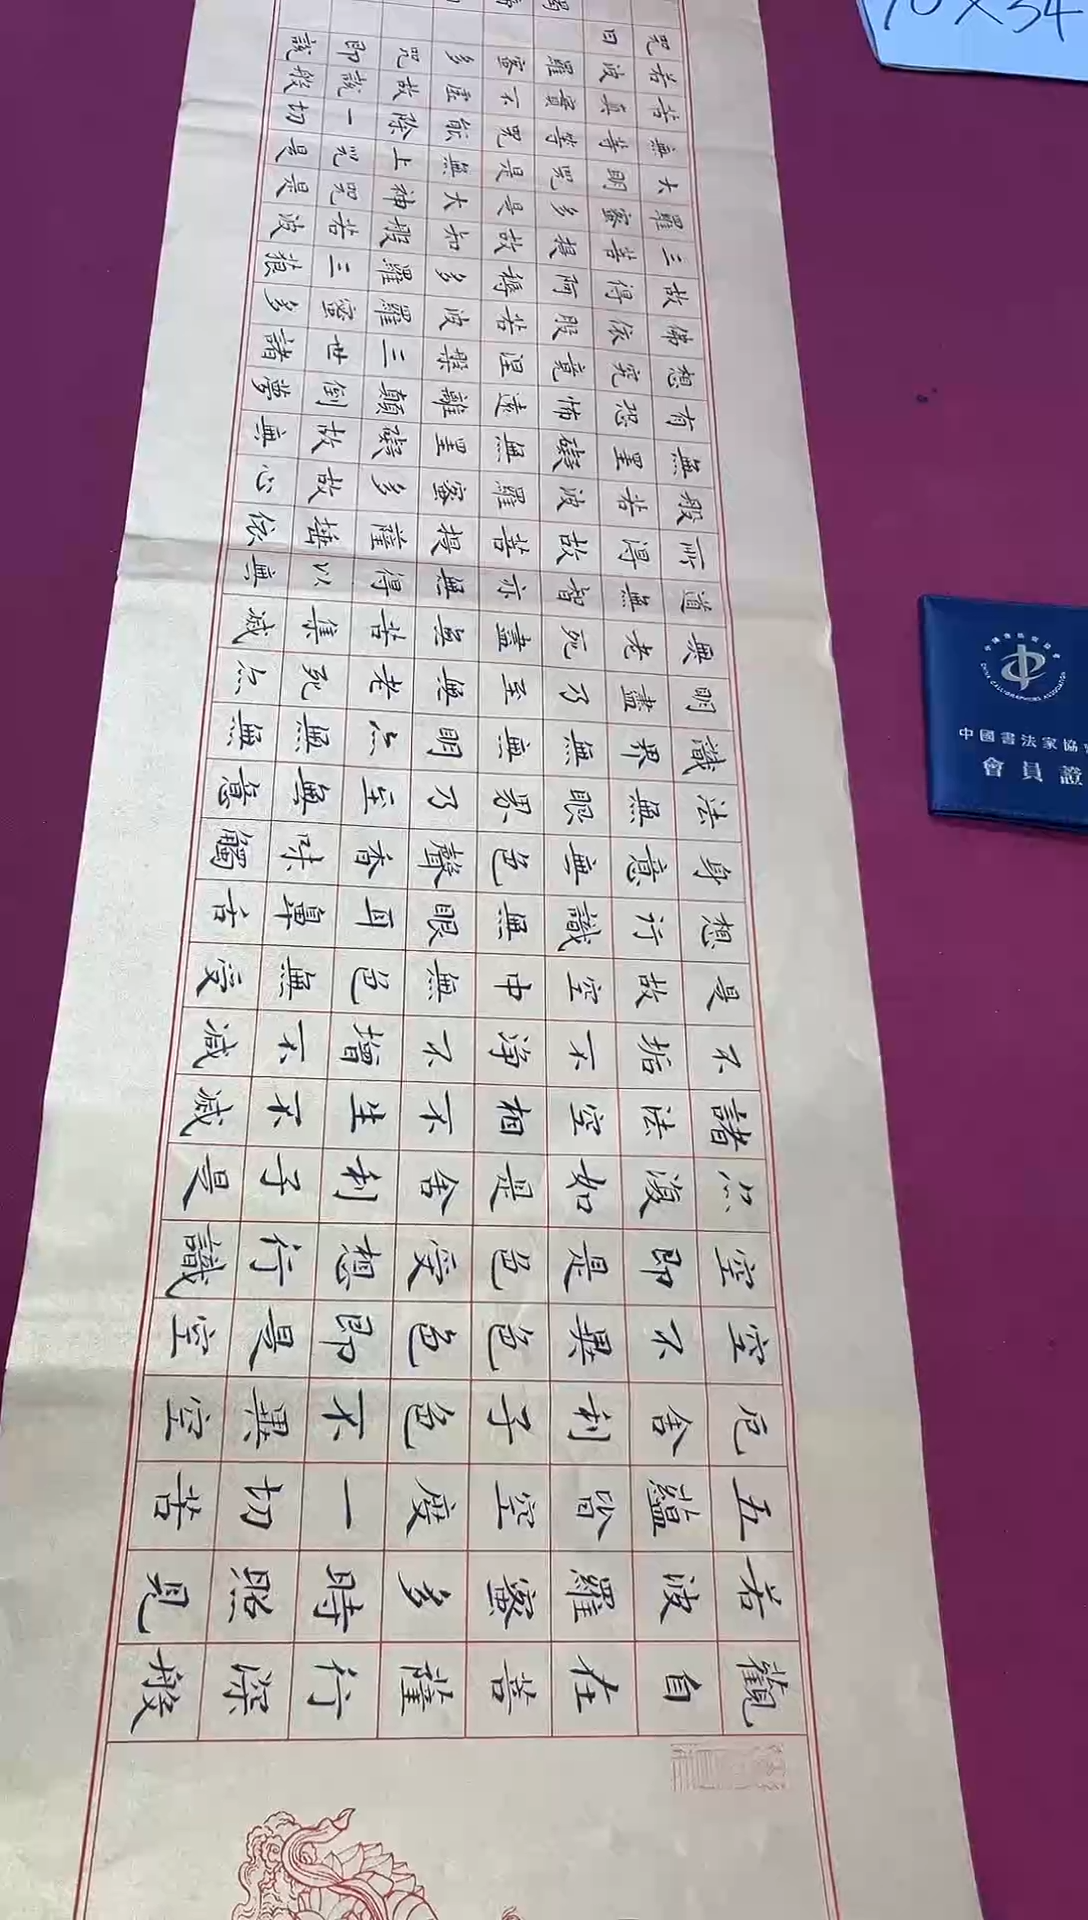 觀自在菩薩行深般
若波羅蜜多時照見
五蘊皆空度一切苦
厄舍利子色不異空
空不異色色即是空
空即是色受想行識
亦復如是舍利子是
諸法空相不生不滅
不垢不淨不增不減
是故空中無色無受
想行識無眼耳鼻舌
身意無色聲香味觸
法無眼界乃至無意
識界無無明亦無無
明盡乃至無老死亦
無老死盡無苦集滅
道無智亦無得以無
所得故菩提薩埵依
般若波羅蜜多故心
無罣礙無罣礙故無
有恐怖遠離顛倒夢
想究竟涅槃三世諸
佛依般若波羅蜜多
故得阿耨多羅三藐
三菩提故知般若波
羅蜜多是大神咒是
大明咒是無上咒是
無等等咒能除一切
苦真實不虛故說般
若波羅蜜多咒即說
咒曰
70×34
CHINA CALLIGRAPHERS ASSOCIATION
中國書法家協會
會員證